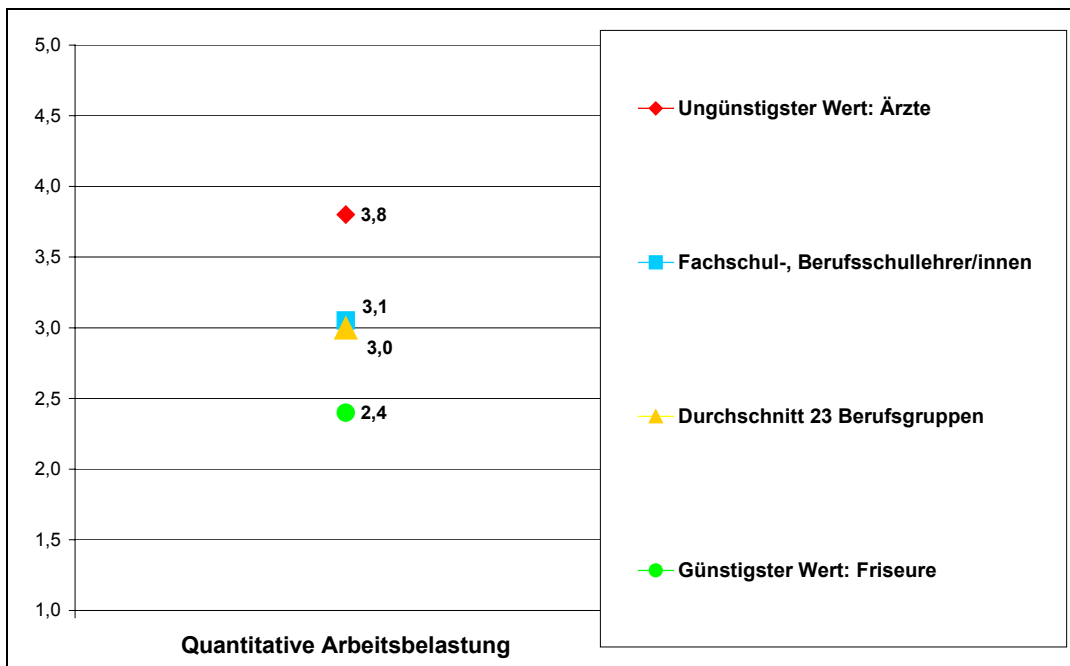 5,0
4,5
4,0
3,5
3,0
2,5
2,0
1,5
1,0
3,8
3,1
3,0
2,4
Quantitative Arbeitsbelastung
Ungünstigster Wert: Ärzte
Fachschul-, Berufsschullehrer/innen
Durchschnitt 23 Berufsgruppen
Günstigster Wert: Friseure